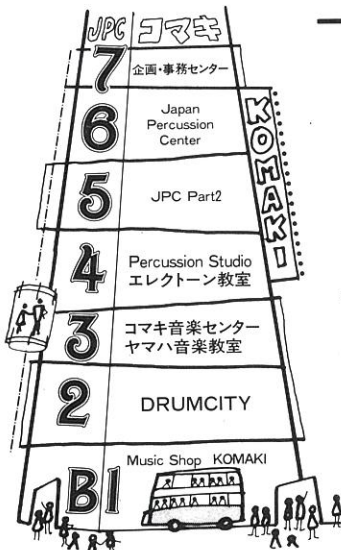 JPC コマキ
7 企画・事務センター
6 Japan
Percussion
Center
KOMAKI
5 JPC Part2
4 Percussion Studio
エレクトーン教室
3 コマキ音楽センター
ヤマハ音楽教室
2 DRUMCITY
B1 Music Shop KOMAKI